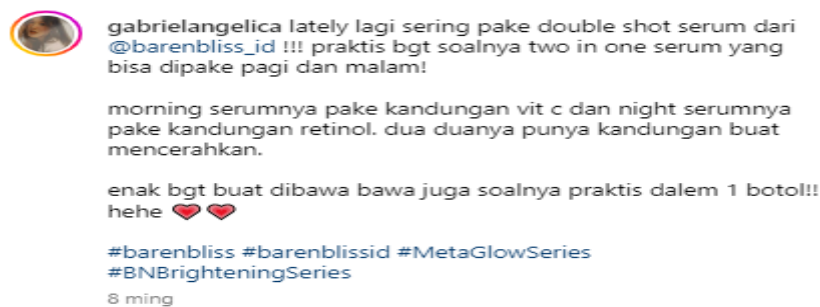 gabrielangelica lately lagi sering pake double shot serum dari
@barenbliss_id !!! praktis bgt soalnya two in one serum yang
bisa dipake pagi dan malam!
morning serumnya pake kandungan vit c dan night serumnya
pake kandungan retinol. dua duanya punya kandungan buat
mencerahkan.
enak bgt buat dibawa bawa juga soalnya praktis dalem 1 botol!!
hehe ❤️❤️
#barenbliss #barenblissid #MetaGlowSeries
#BNBrighteningSeries
8 ming